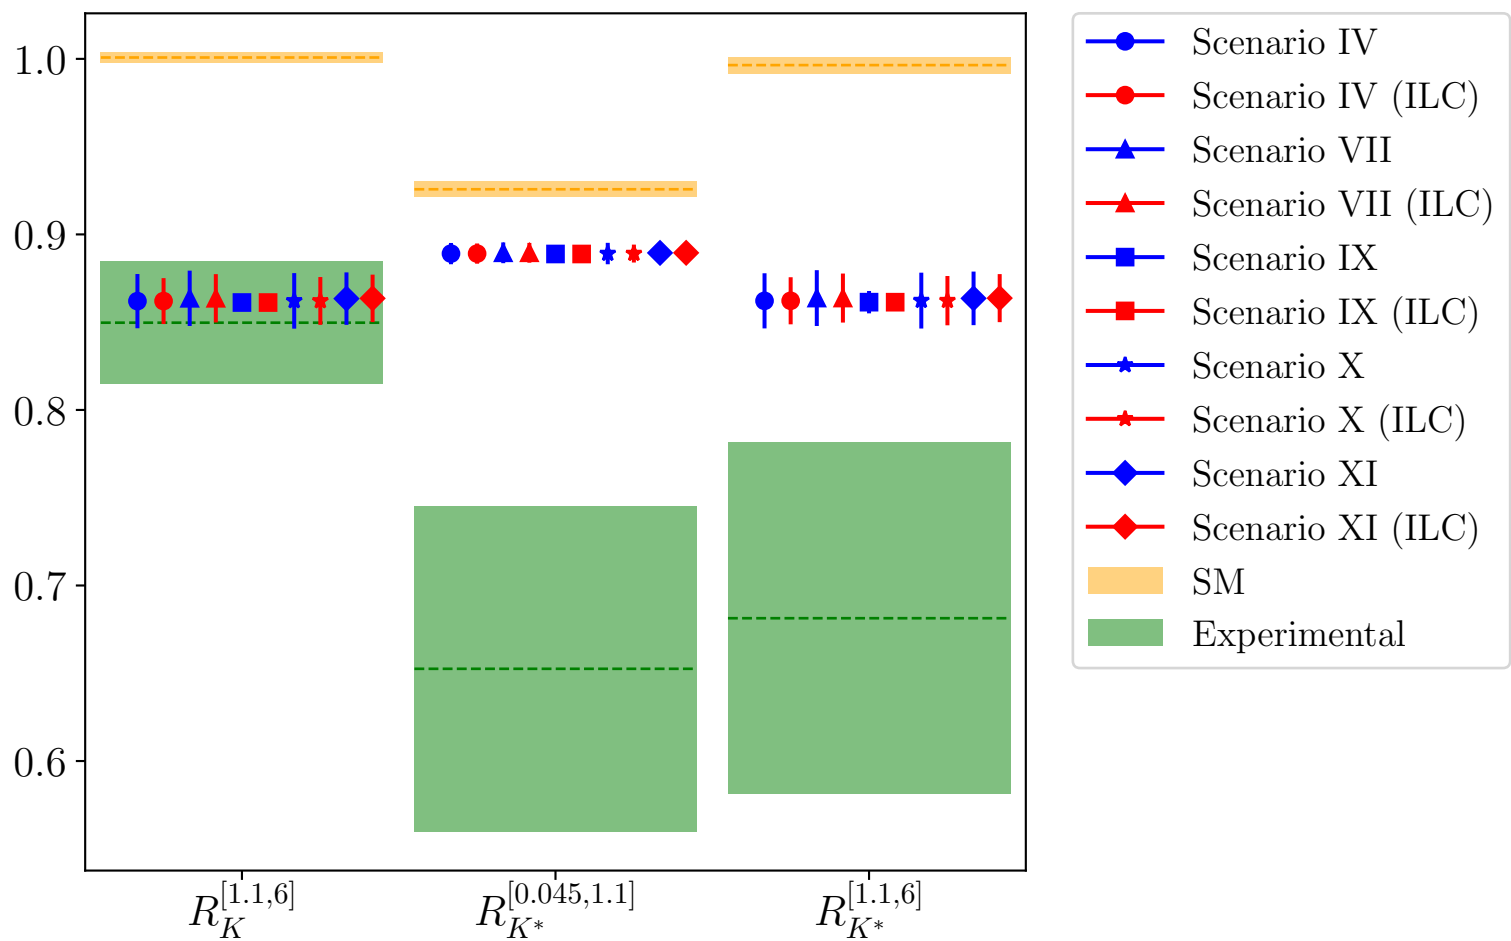 1.0
0.9
0.8
0.7
0.6
R_K^{[1.1,6]}
R_{K^*}^{[0.045,1.1]}
R_{K^*}^{[1.1,6]}
Scenario IV
Scenario IV (ILC)
Scenario VII
Scenario VII (ILC)
Scenario IX
Scenario IX (ILC)
Scenario X
Scenario X (ILC)
Scenario XI
Scenario XI (ILC)
SM
Experimental